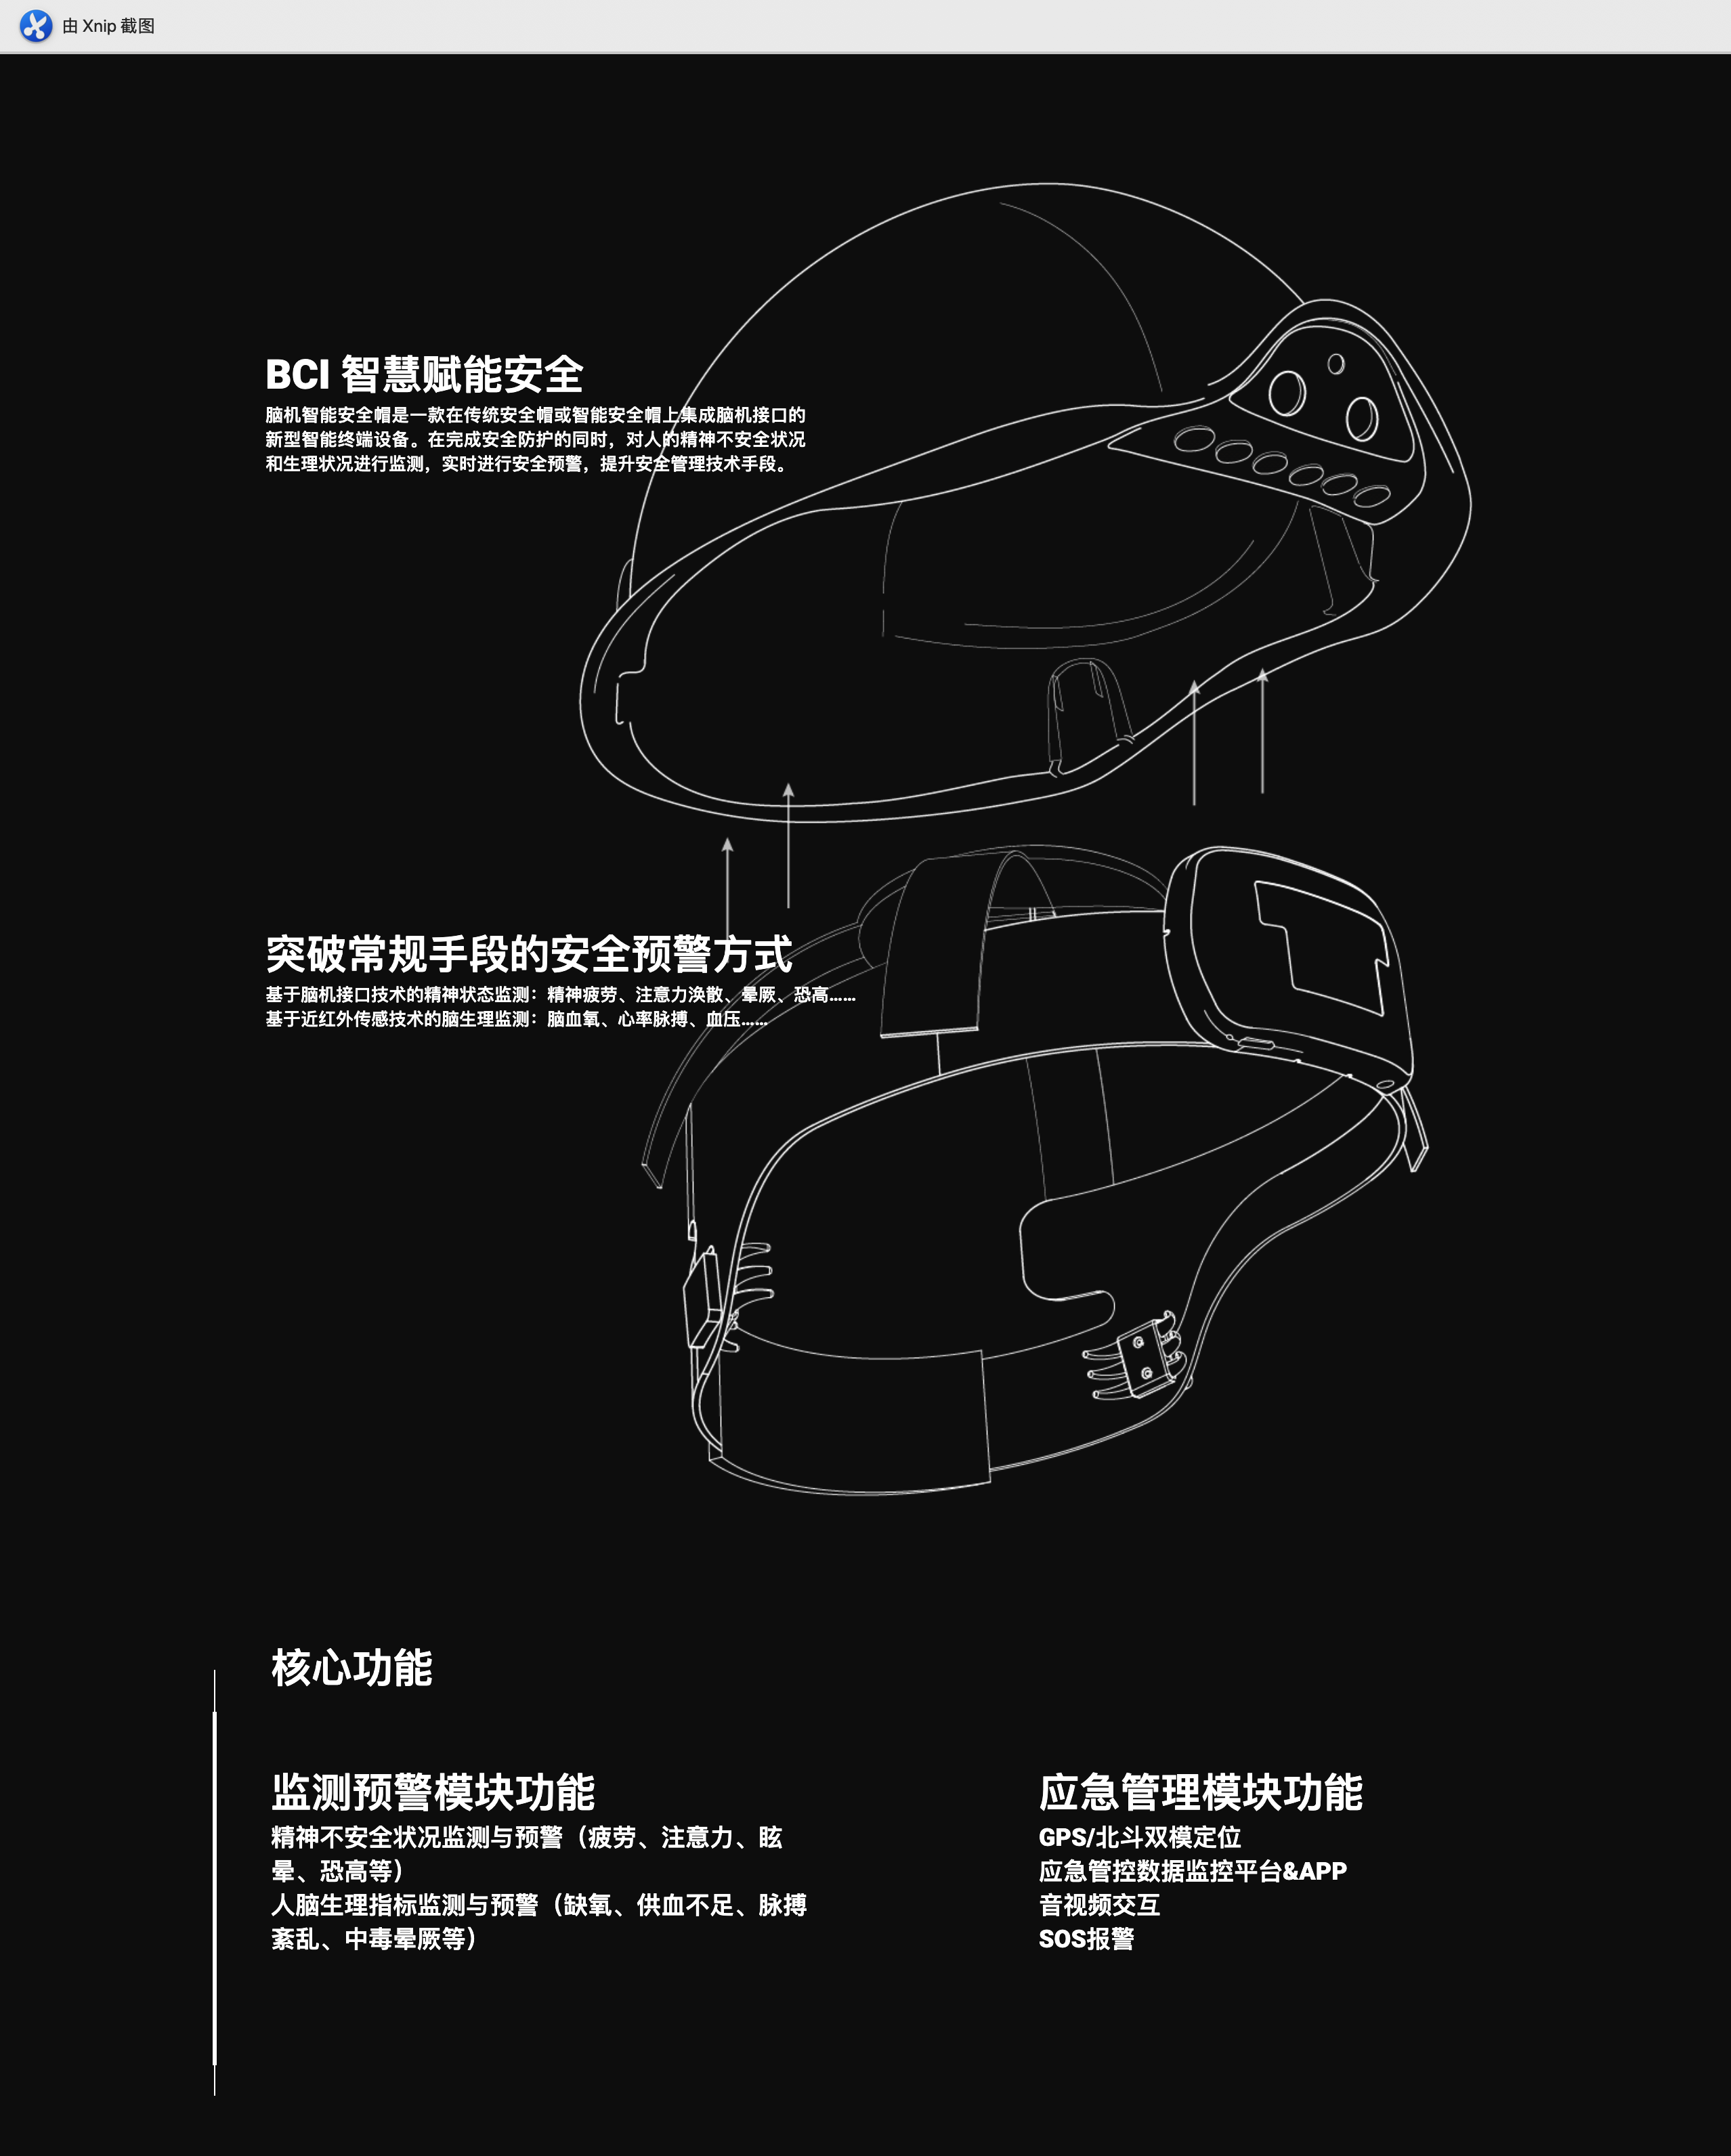 由 Xnip 截图
BCI 智慧赋能安全
脑机智能安全帽是一款在传统安全帽或智能安全帽上集成脑机接口的
新型智能终端设备。在完成安全防护的同时，对人的精神不安全状况
和生理状况进行监测，实时进行安全预警，提升安全管理技术手段。
突破常规手段的安全预警方式
基于脑机接口技术的精神状态监测：精神疲劳、注意力涣散、晕厥、恐高……
基于近红外传感技术的脑生理监测：脑血氧、心率脉搏、血压……
核心功能
监测预警模块功能
精神不安全状况监测与预警（疲劳、注意力、眩
晕、恐高等）
人脑生理指标监测与预警（缺氧、供血不足、脉搏
紊乱、中毒晕厥等）
应急管理模块功能
GPS/北斗双模定位
应急管控数据监控平台&APP
音视频交互
SOS报警